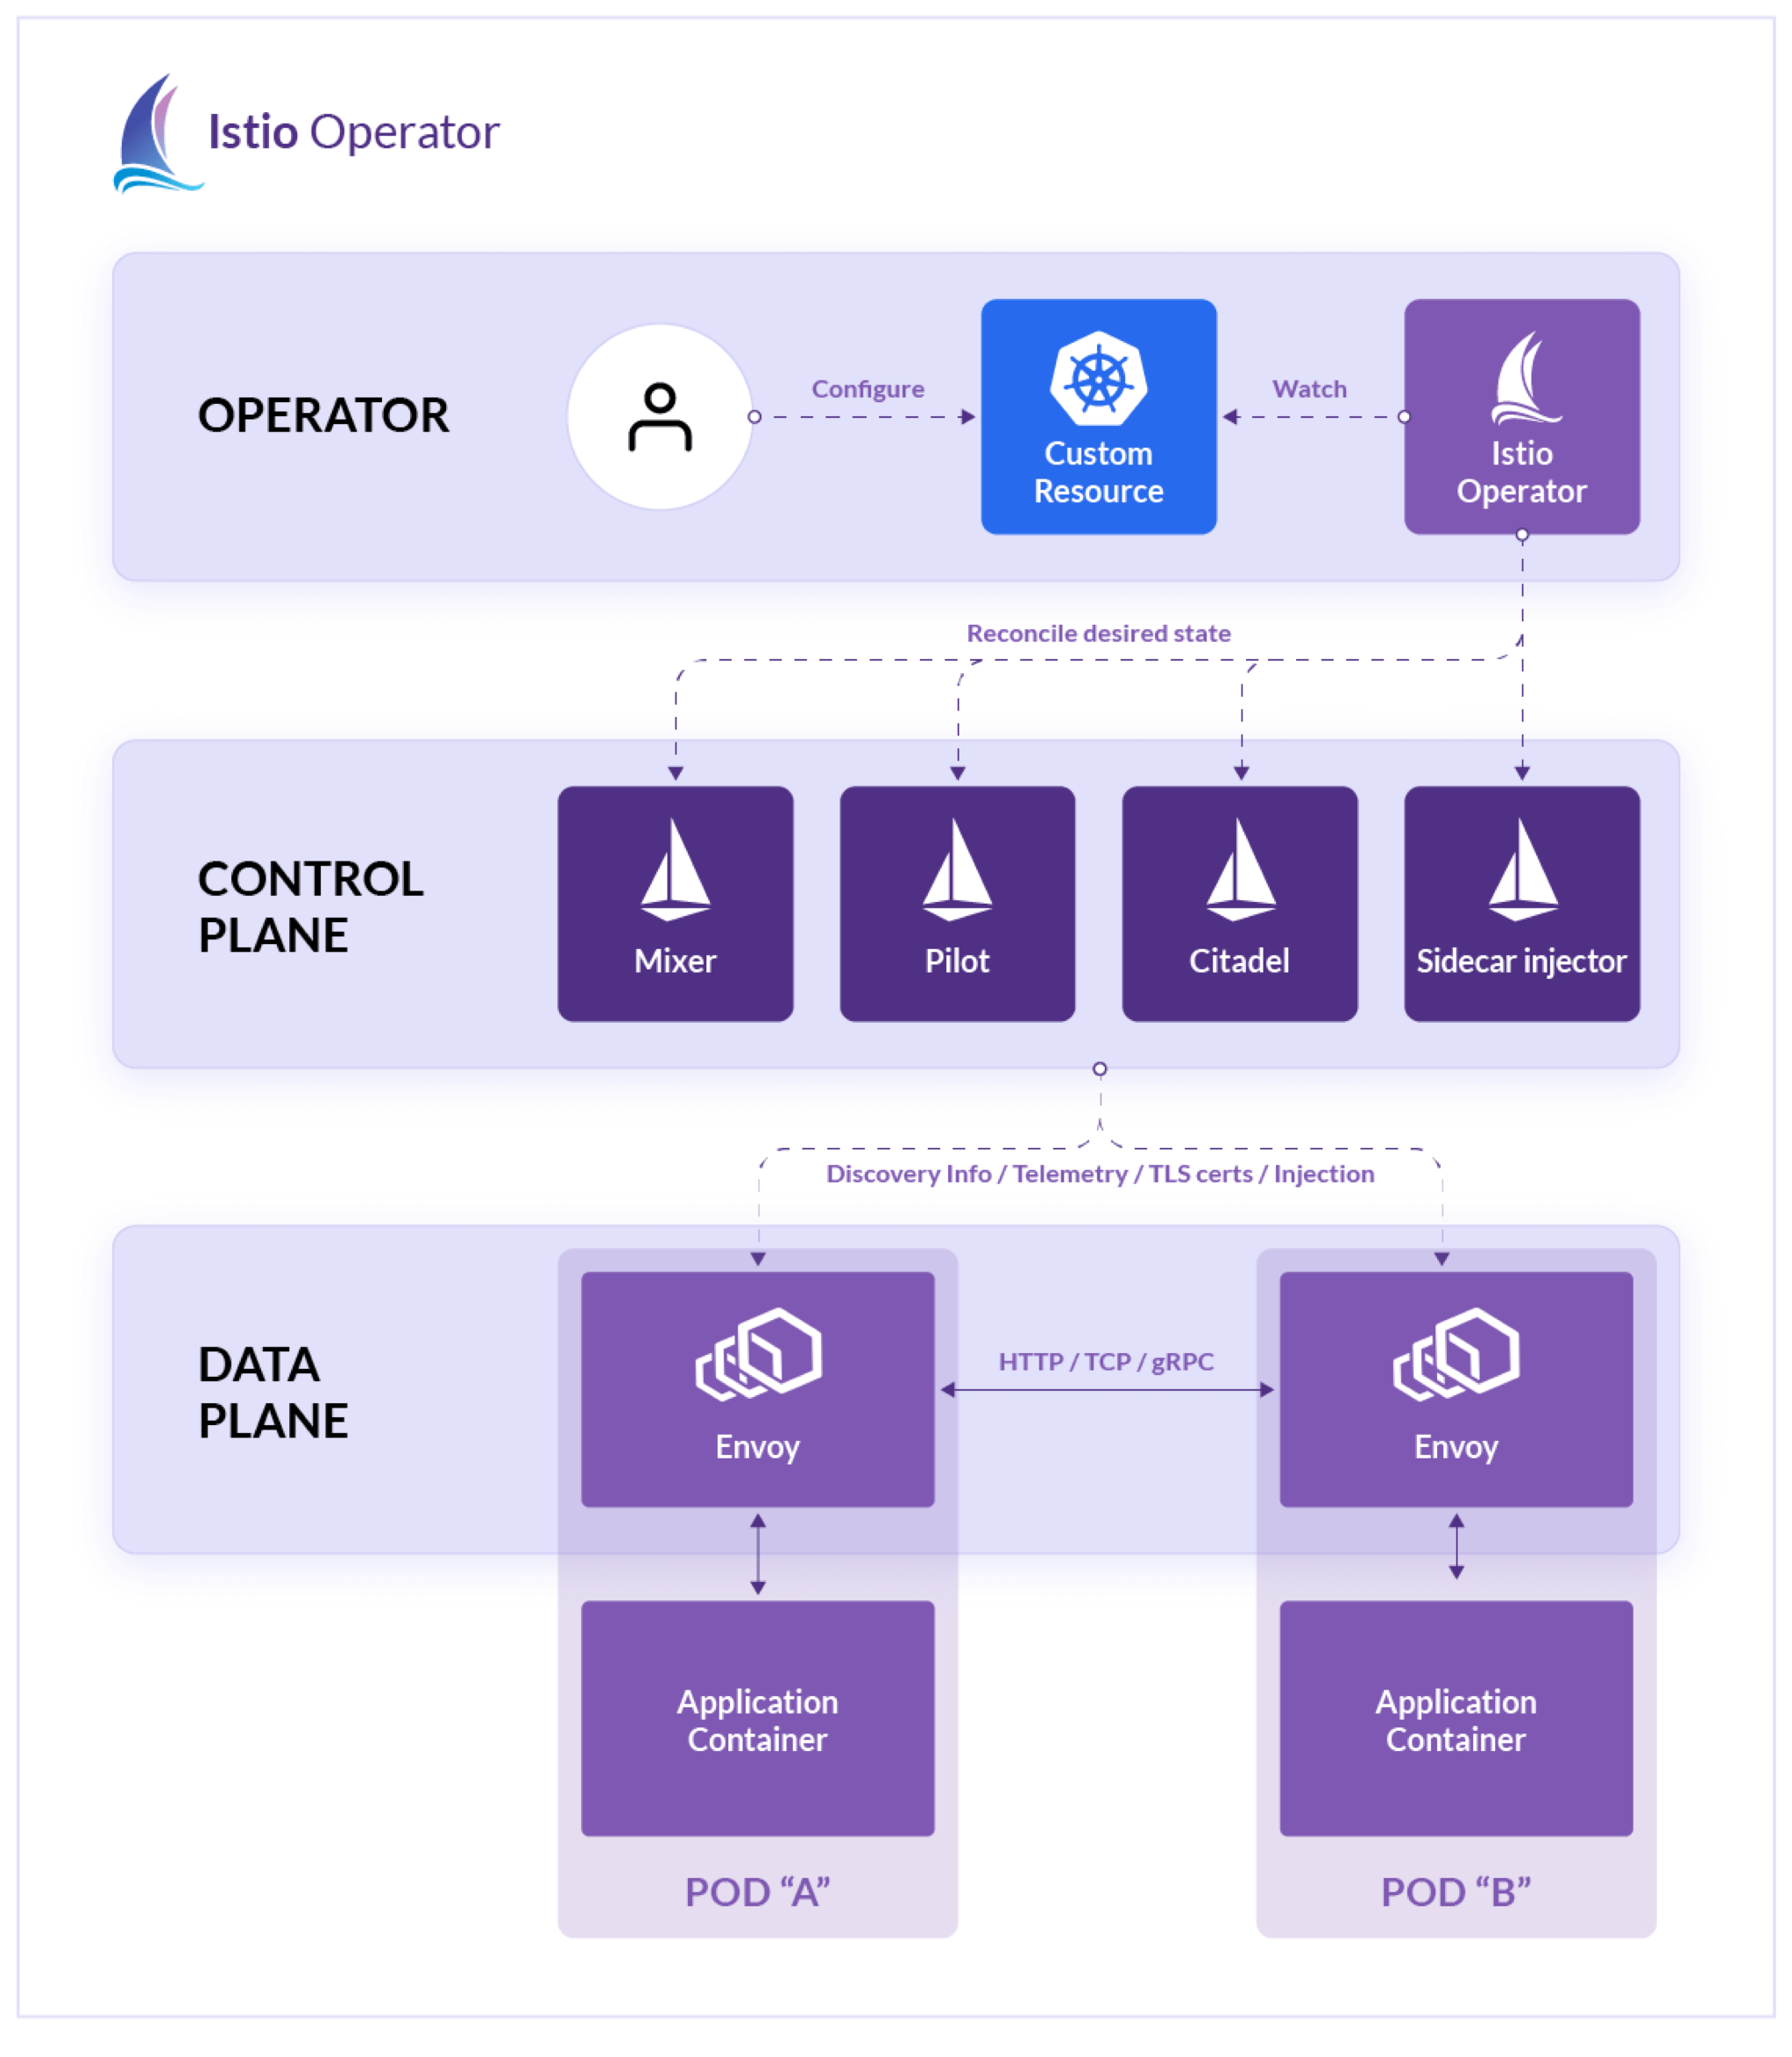 Istio Operator
OPERATOR
Configure
Custom
Resource
Watch
Istio
Operator
Reconcile desired state
CONTROL
PLANE
Mixer
Pilot
Citadel
Sidecar injector
Discovery Info / Telemetry / TLS certs / Injection
DATA
PLANE
Envoy
HTTP / TCP / gRPC
Envoy
Application
Container
Application
Container
POD “A”
POD “B”